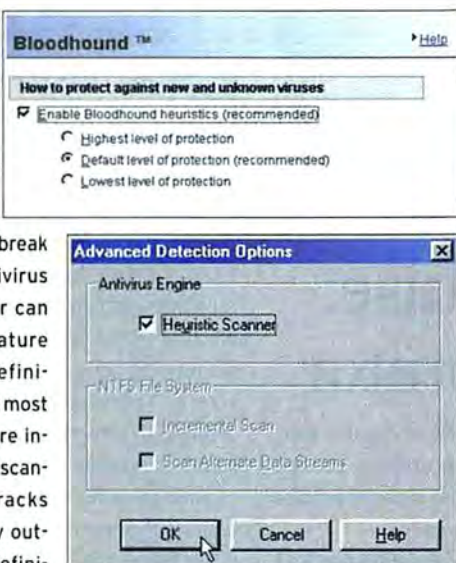 Bloodhound ™
Help
How to protect against new and unknown viruses
Enable Bloodhound heuristics (recommended)
Highest level of protection
Default level of protection (recommended)
Lowest level of protection
break
ivirus
r can
ature
efini-
most
re in-
scan-
racks
y out-
efini-
Advanced Detection Options
Antivirus Engine
Heuristic Scanner
NTFS File System
Incremental Scan
Scan Alternate Data Streams
OK
Cancel
Help